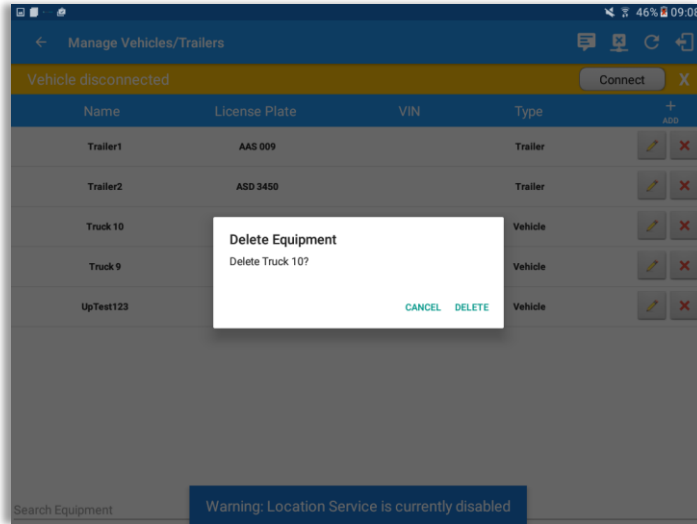 46% 09:08
Manage Vehicles/Trailers
Vehicle disconnected Connect X
Name License Plate VIN Type ADD
Trailer1 AAS 009 Trailer
Trailer2 ASD 3450 Trailer
Truck 10 Vehicle
Delete Equipment
Delete Truck 10?
Truck 9 Vehicle
CANCEL DELETE
UpTest123 Vehicle
Search Equipment
Warning: Location Service is currently disabled